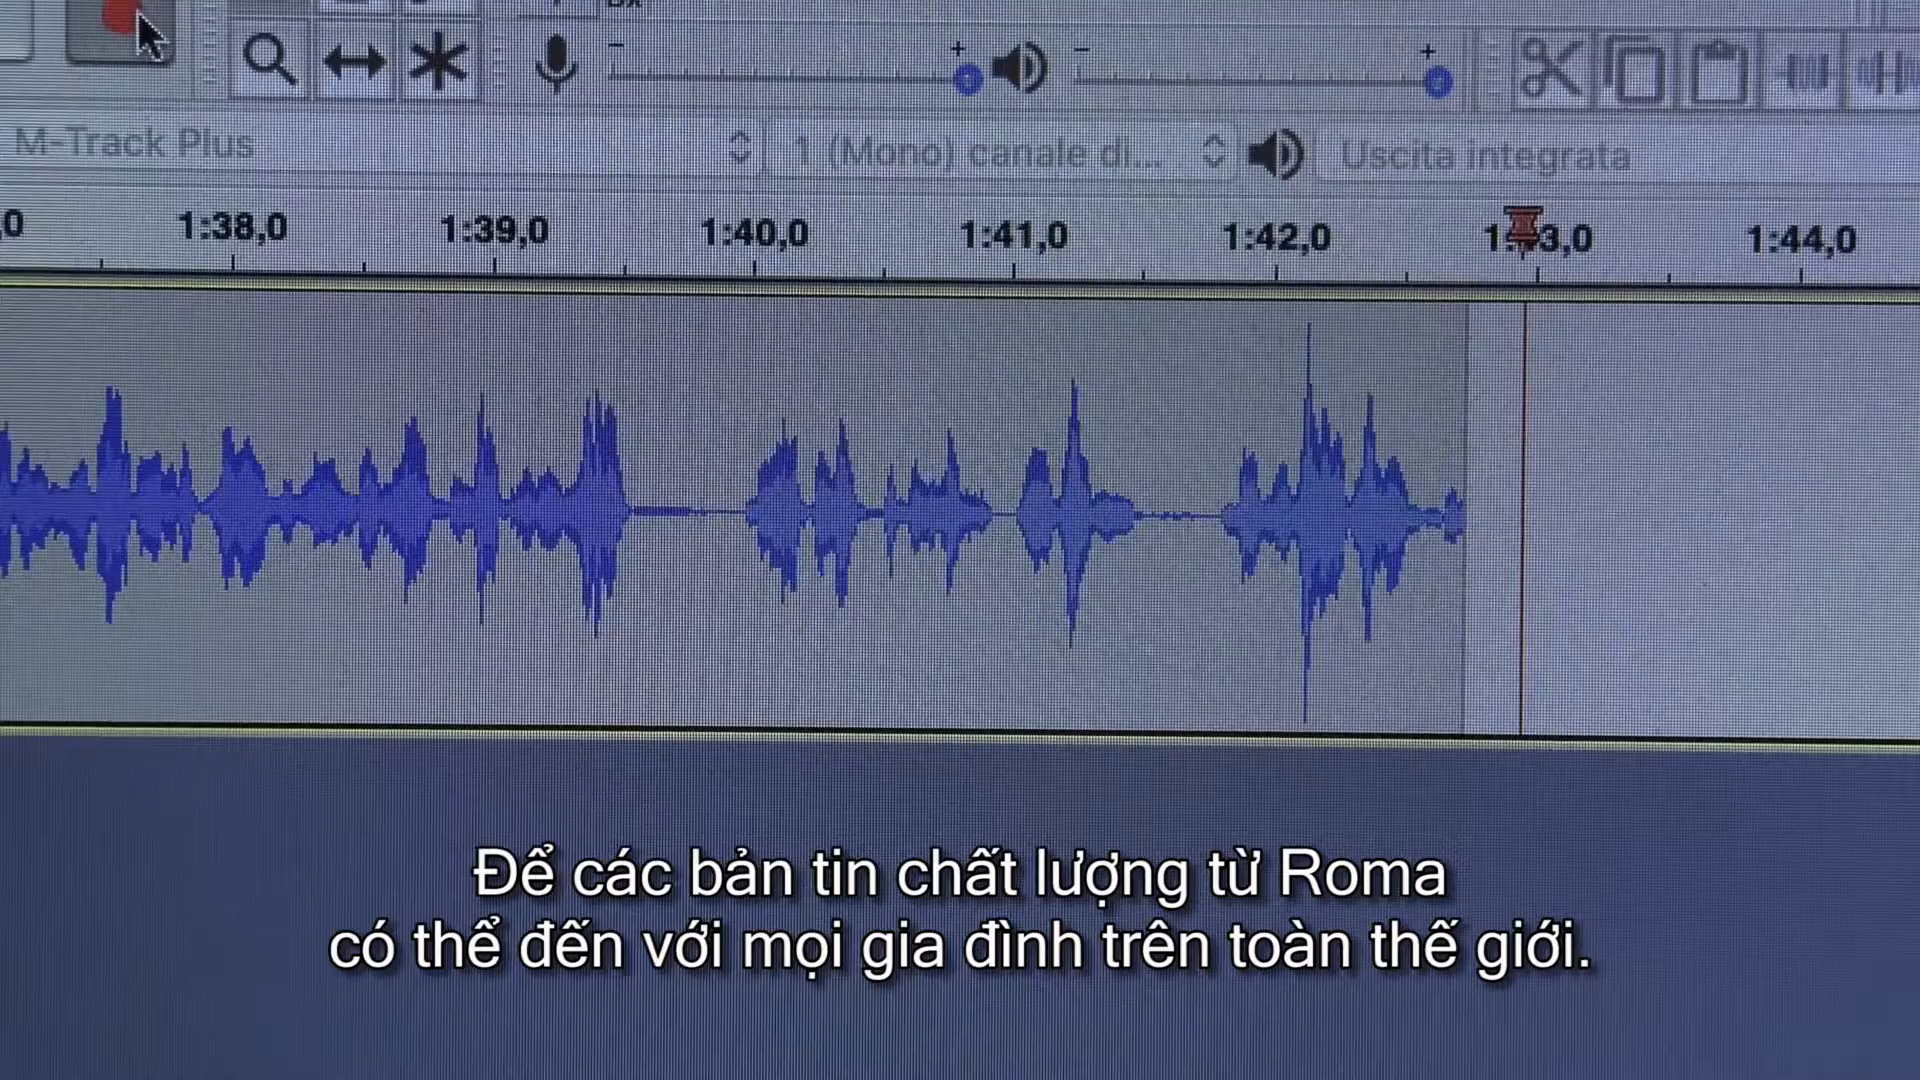 M-Track Plus
1 (Mono) canale di...
Uscita integrata
1:38,0
1:39,0
1:40,0
1:41,0
1:42,0
1:44,0
Để các bản tin chất lượng từ Roma
có thể đến với mọi gia đình trên toàn thế giới.